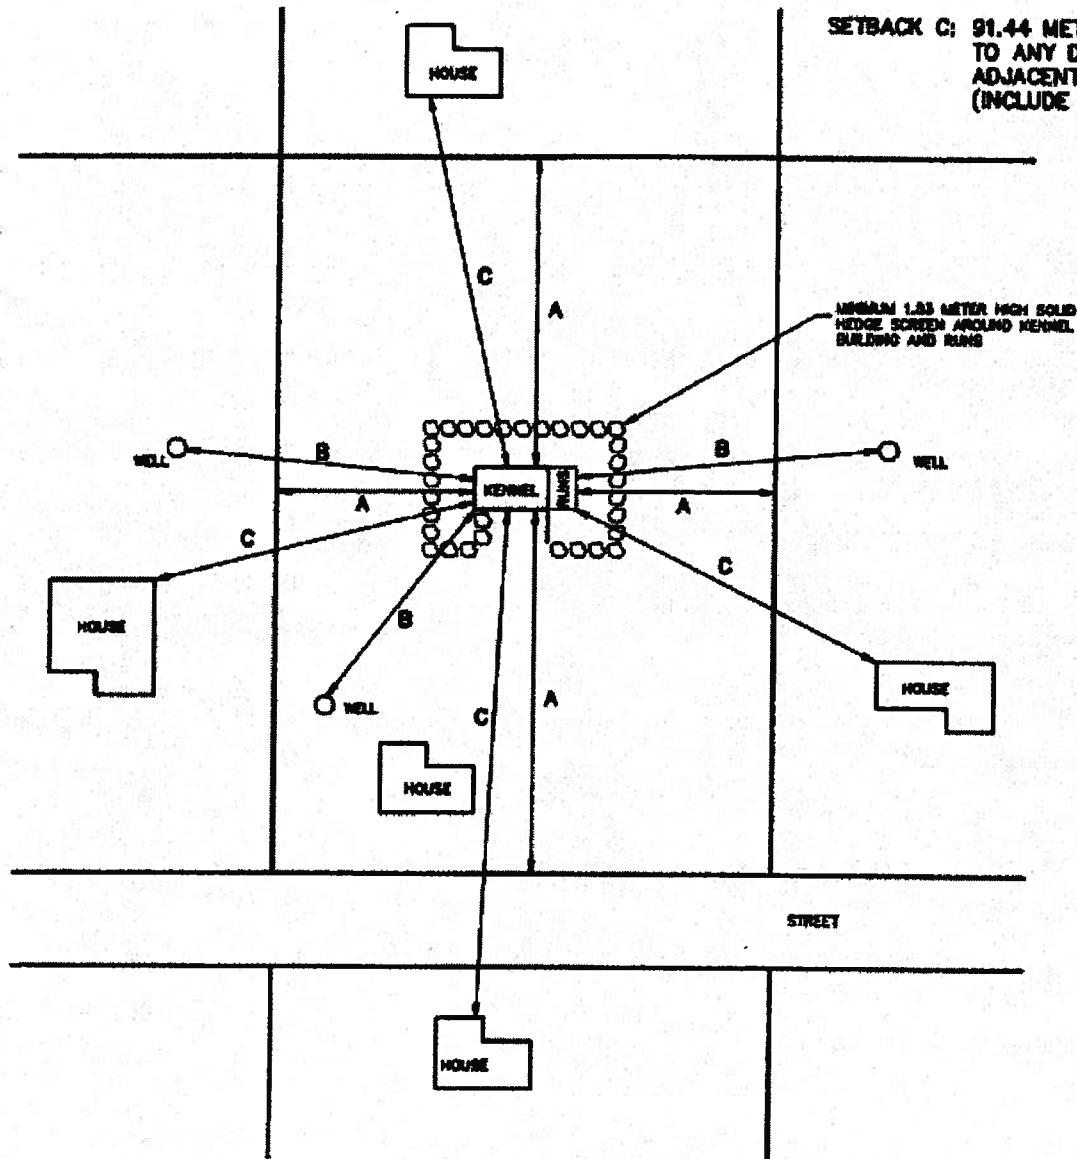 SETBACK C: 91.44 MET
TO ANY D
ADJACENT
(INCLUDE
HOUSE
C
A
MINIMUM 1.83 METER HIGH SOLID
HEDGE SCREEN AROUND KENNEL
BUILDING AND RUNS
WELL
B
B
WELL
KENNEL
RUNS
A
A
C
C
HOUSE
B
HOUSE
WELL
C
A
HOUSE
STREET
HOUSE